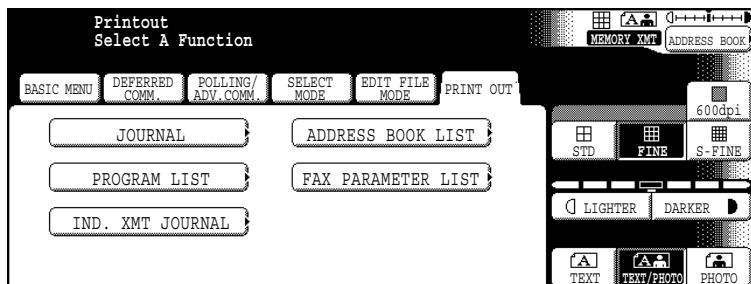 Printout
Select A Function
MEMORY XMT
ADDRESS BOOK
BASIC MENU
DEFERRED
COMM.
POLLING/
ADV.COMM.
SELECT
MODE
EDIT FILE
MODE
PRINT OUT
JOURNAL
ADDRESS BOOK LIST
PROGRAM LIST
FAX PARAMETER LIST
IND. XMT JOURNAL
600dpi
STD
FINE
S-FINE
LIGHTER
DARKER
A
TEXT
A
TEXT/PHOTO
PHOTO